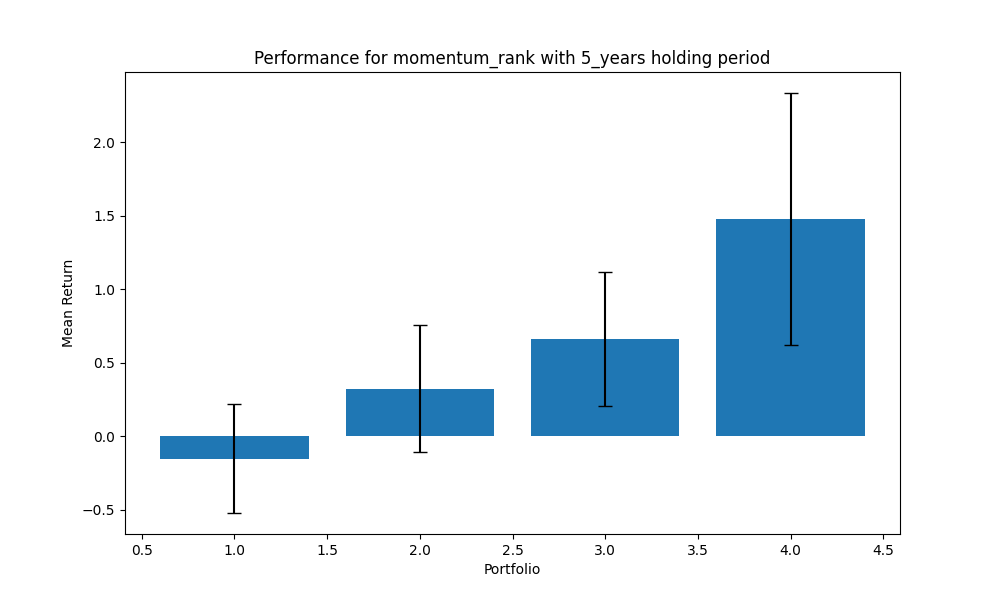 Performance for momentum_rank with 5_years holding period
2.0
1.5
1.0
0.5
0.0
−0.5
Mean Return
0.5 1.0 1.5 2.0 2.5 3.0 3.5 4.0 4.5
Portfolio